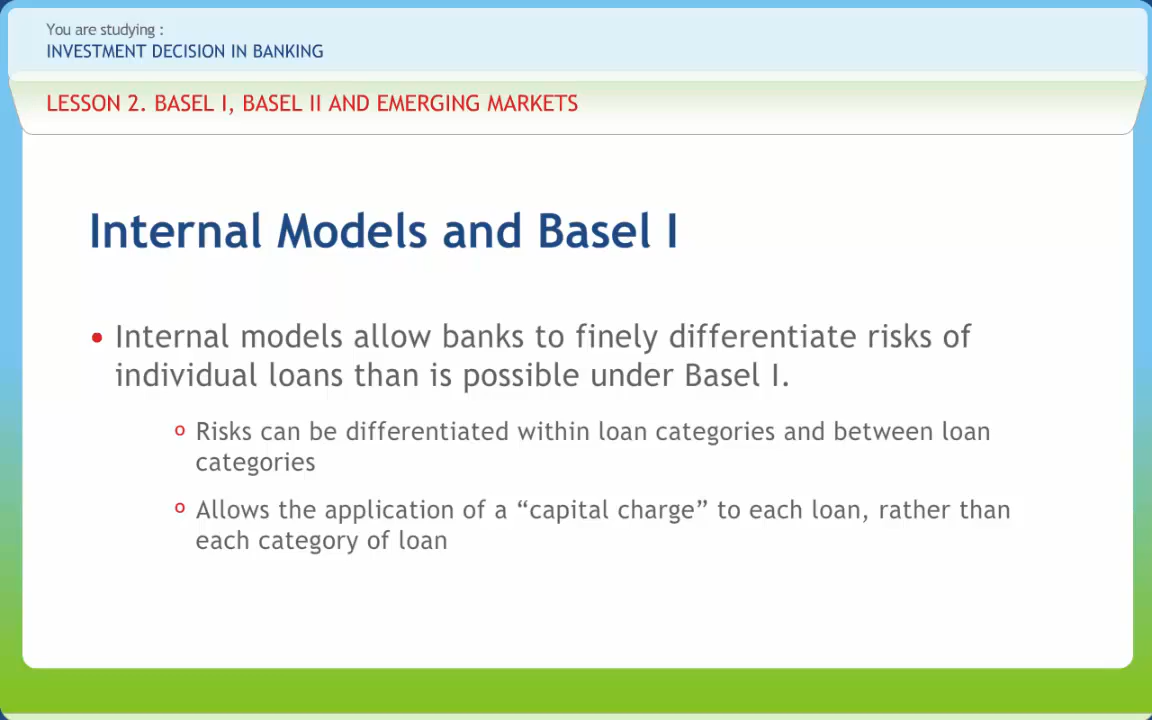 You are studying :
INVESTMENT DECISION IN BANKING
LESSON 2. BASEL I, BASEL II AND EMERGING MARKETS
Internal Models and Basel I
• Internal models allow banks to finely differentiate risks of
individual loans than is possible under Basel I.
o Risks can be differentiated within loan categories and between loan
categories
o Allows the application of a “capital charge” to each loan, rather than
each category of loan